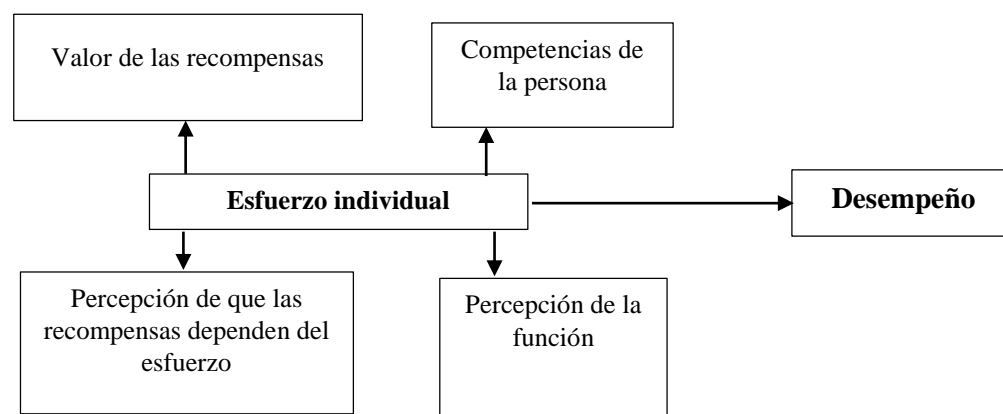 Valor de las recompensas
Competencias de
la persona
Esfuerzo individual
Desempeño
Percepción de que las
recompensas dependen del
esfuerzo
Percepción de la
función